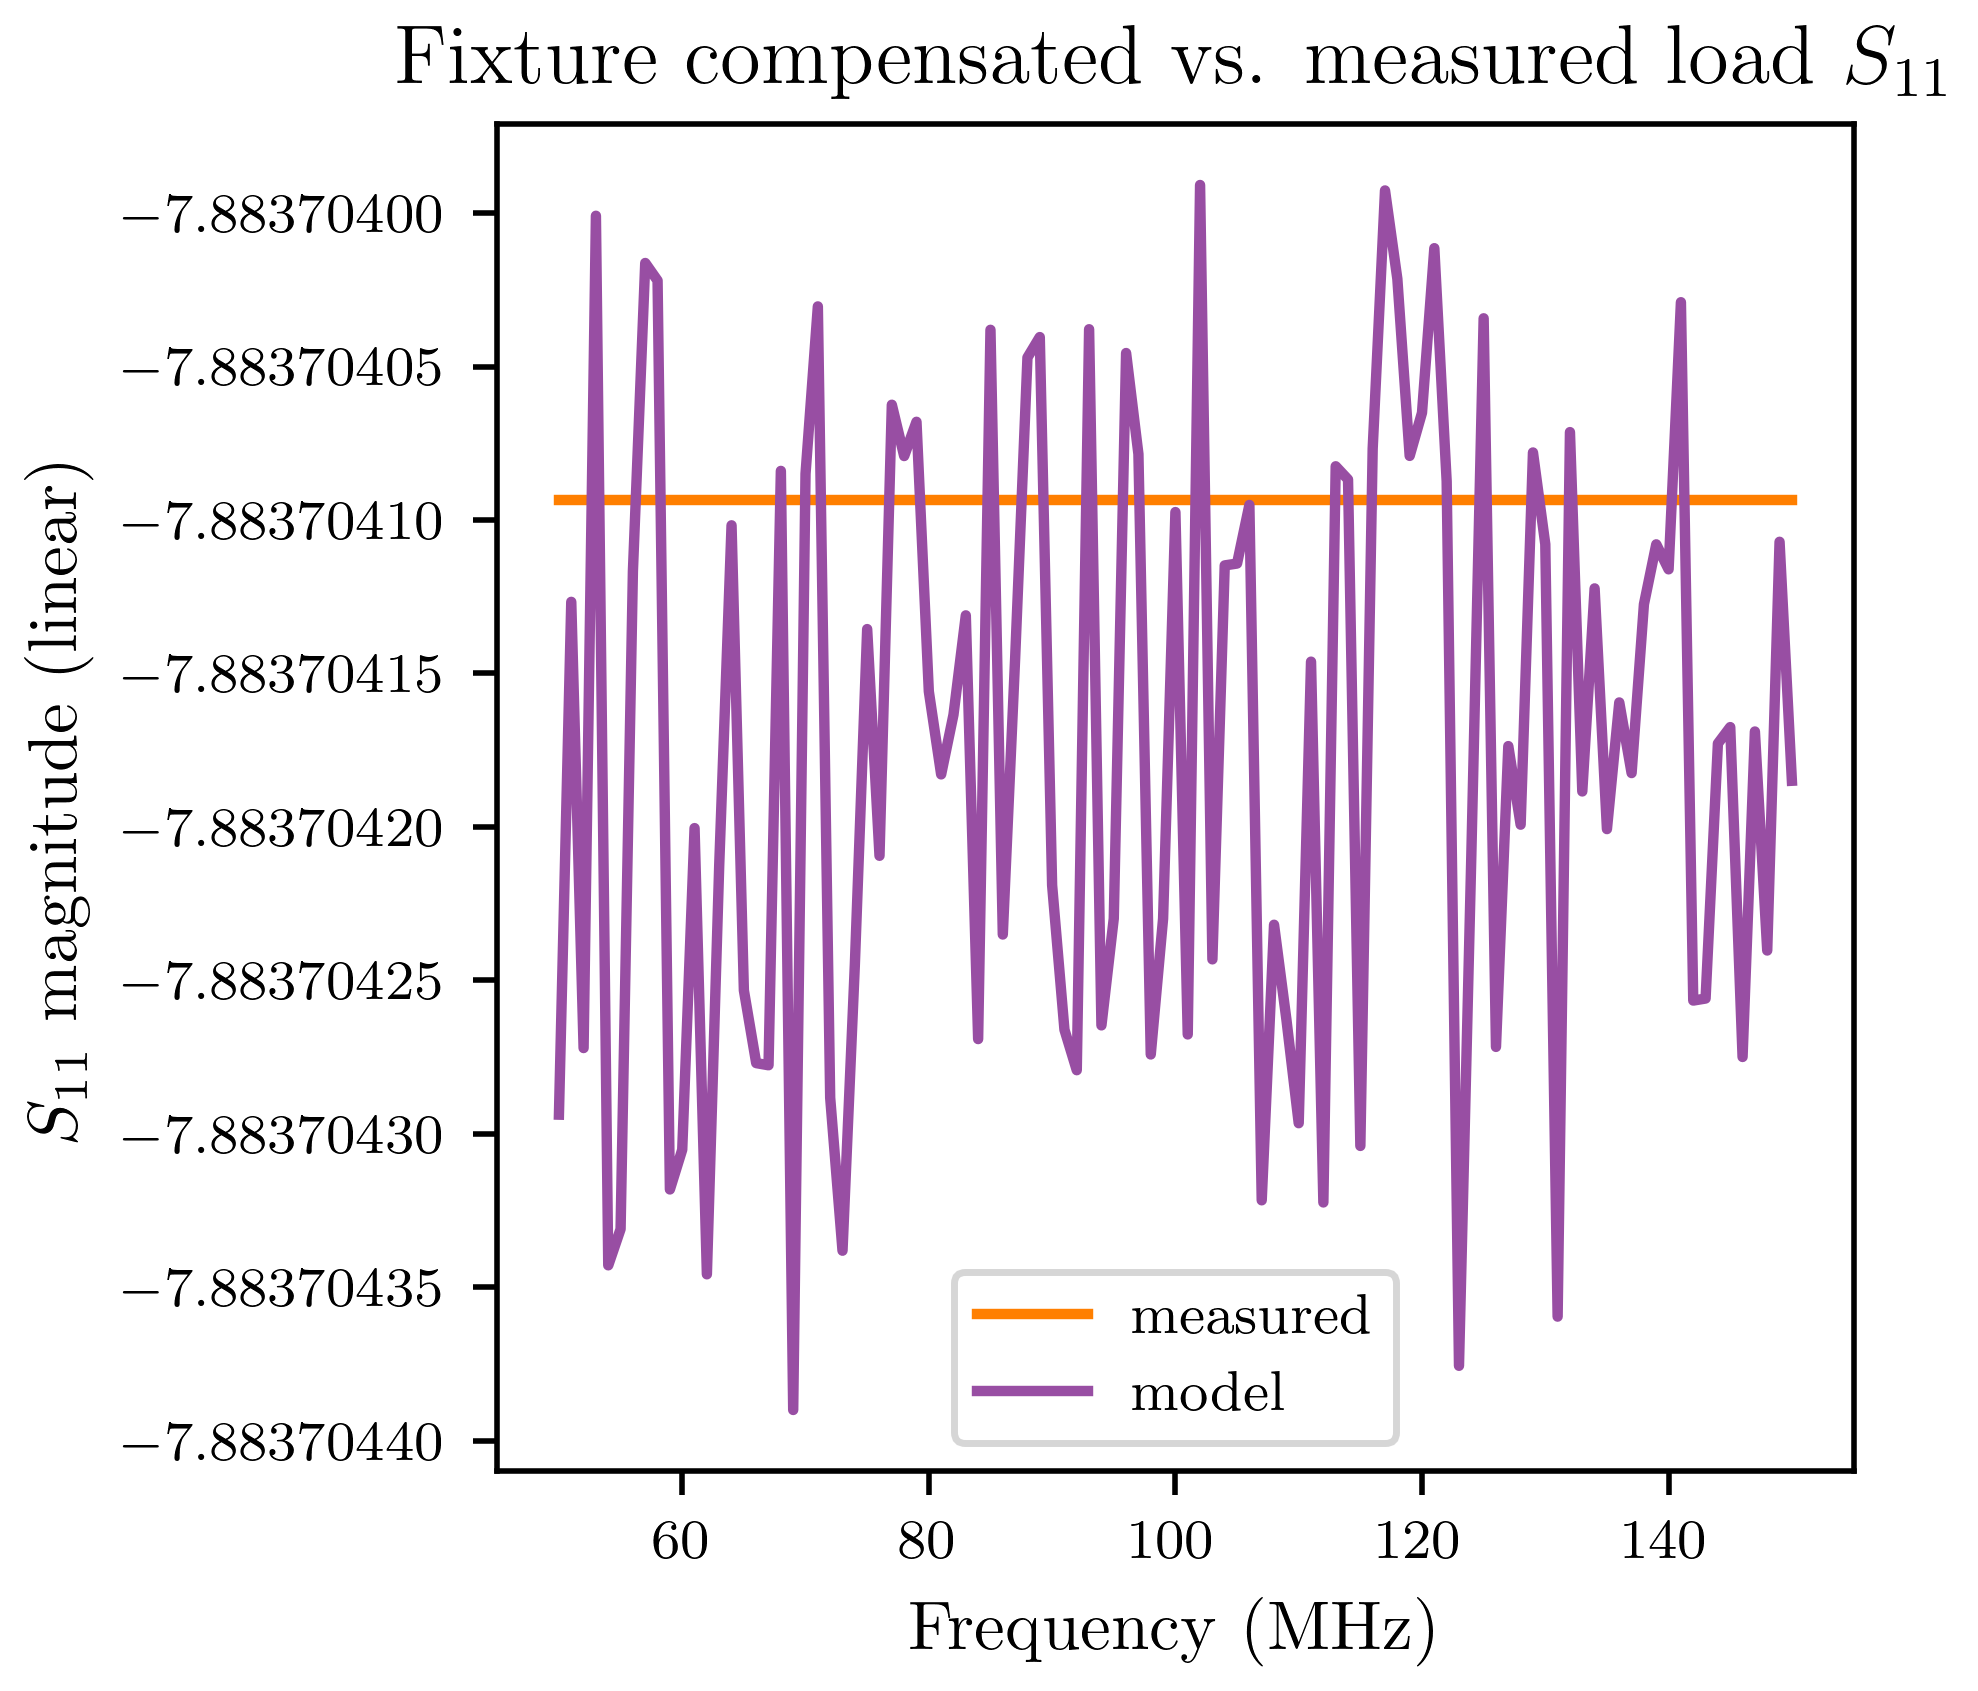 Fixture compensated vs. measured load S₁₁
−7.88370400
−7.88370405
−7.88370410
−7.88370415
−7.88370420
−7.88370425
−7.88370430
−7.88370435
−7.88370440
S₁₁ magnitude (linear)
measured
model
60 80 100 120 140
Frequency (MHz)